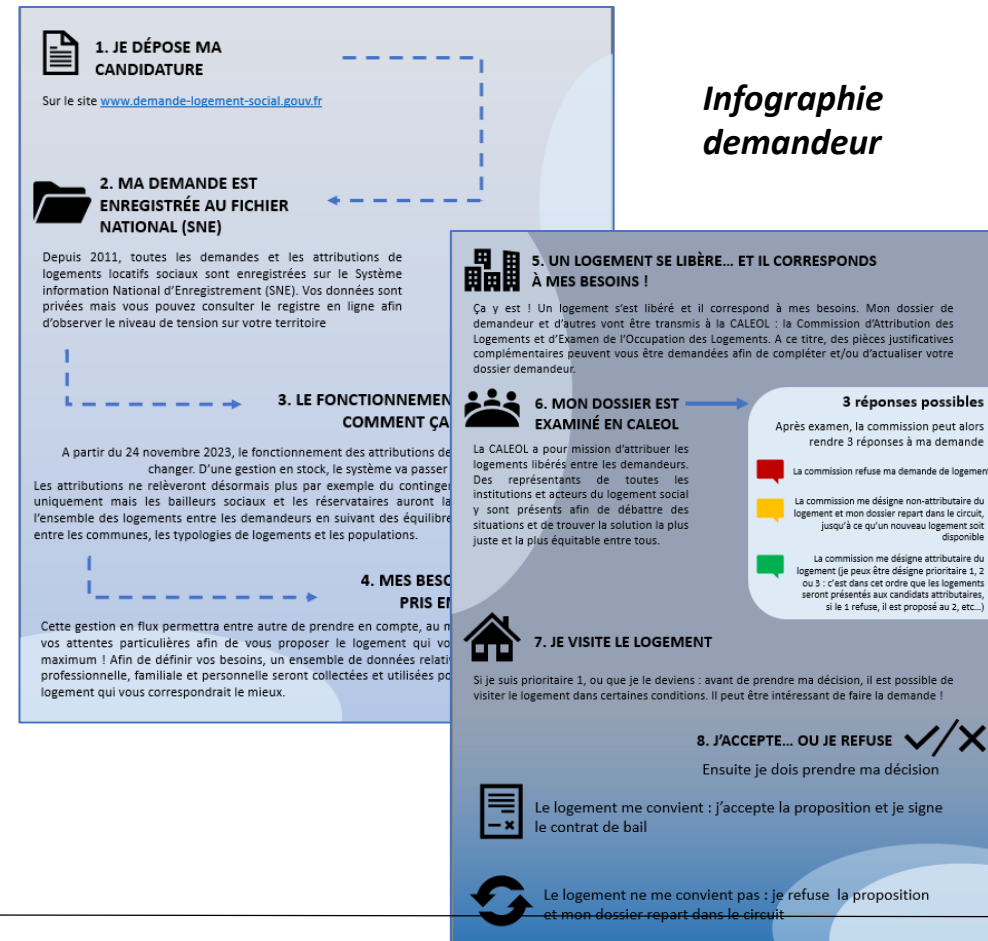 Infographie
demandeur
1. JE DÉPOSE MA
CANDIDATURE
Sur le site www.demande-logement-social.gouv.fr
2. MA DEMANDE EST
ENREGISTRÉE AU FICHIER
NATIONAL (SNE)
Depuis 2011, toutes les demandes et les attributions de
logements locatifs sociaux sont enregistrées sur le Système
information National d'Enregistrement (SNE). Vos données sont
privées mais vous pouvez consulter le registre en ligne afin
d'observer le niveau de tension sur votre territoire
3. LE FONCTIONNEMEN
COMMENT ÇA
A partir du 24 novembre 2023, le fonctionnement des attributions de
changer. D'une gestion en stock, le système va passer
Les attributions ne relèveront désormais plus par exemple du continge
uniquement mais les bailleurs sociaux et les réservataires auront la
l'ensemble des logements entre les demandeurs en suivant des équilibre
entre les communes, les typologies de logements et les populations.
4. MES BESO
PRIS E
Cette gestion en flux permettra entre autre de prendre en compte, au
vos attentes particulières afin de vous proposer le logement qui vo
maximum ! Afin de définir vos besoins, un ensemble de données relati
professionnelle, familiale et personnelle seront collectées et utilisées po
logement qui vous correspondrait le mieux.
5. UN LOGEMENT SE LIBÈRE... ET IL CORRESPONDS
À MES BESOINS !
Ça y est ! Un logement s'est libéré et il correspond à mes besoins. Mon dossier de
demandeur et d'autres vont être transmis à la CALEOL : la Commission d'Attribution des
Logements et d'Examen de l'Occupation des Logements. A ce titre, des pièces justificatives
complémentaires peuvent vous être demandées afin de compléter et/ou d'actualiser votre
dossier demandeur.
6. MON DOSSIER EST
EXAMINÉ EN CALEOL
La CALEOL a pour mission d'attribuer les
logements libérés entre les demandeurs.
Des représentants de toutes les
institutions et acteurs du logement social
y sont présents afin de débattre des
situations et de trouver la solution la plus
juste et la plus équitable entre tous.
3 réponses possibles
Après examen, la commission peut alors
rendre 3 réponses à ma demande
La commission refuse ma demande de logement
La commission me désigne non-attributaire du
logement et mon dossier repart dans le circuit,
jusqu'à ce qu'un nouveau logement soit
disponible
La commission me désigne attributaire du
logement (je peux être désigne prioritaire 1, 2
ou 3 : c'est dans cet ordre que les logements
seront présentés aux candidats attributaires,
si le 1 refuse, il est proposé au 2, etc...)
7. JE VISITE LE LOGEMENT
Si je suis prioritaire 1, ou que je le deviens : avant de prendre ma décision, il est possible de
visiter le logement dans certaines conditions. Il peut être intéressant de faire la demande !
8. J'ACCEPTE... OU JE REFUSE
Ensuite je dois prendre ma décision
Le logement me convient : j'accepte la proposition et je signe
le contrat de bail
Le logement ne me convient pas : je refuse la proposition
et mon dossier repart dans le circuit